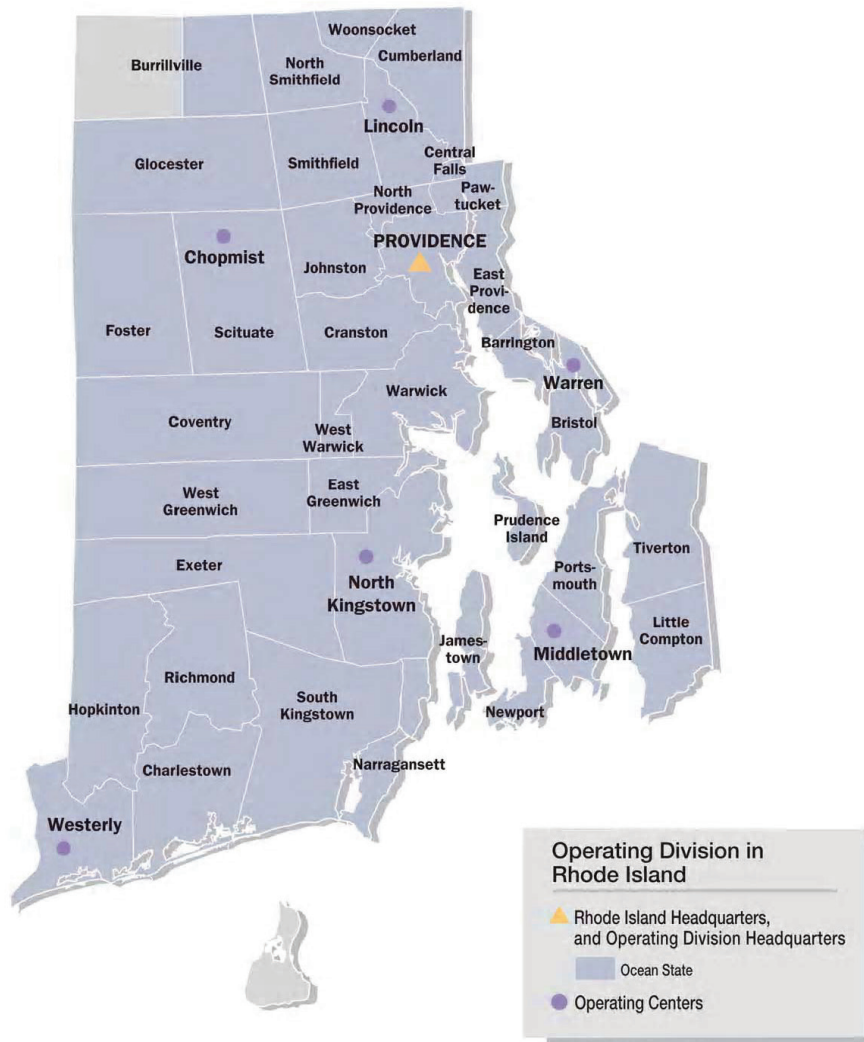 Woonsocket
Cumberland
Burrillville
North
Smithfield
Lincoln
Glocester
Smithfield
Central
Falls
North
Providence
Paw-
tucket
PROVIDENCE
Chopmist
Johnston
East
Provi-
dence
Foster
Scituate
Cranston
Barrington
Warren
Warwick
Coventry
West
Warwick
Bristol
West
Greenwich
East
Greenwich
Prudence
Island
Tiverton
Exeter
Ports-
mouth
North
Kingstown
Little
Compton
James-
town
Middletown
Richmond
Hopkinton
South
Kingstown
Newport
Charlestown
Narragansett
Westerly
Operating Division in
Rhode Island
Rhode Island Headquarters,
and Operating Division Headquarters
Ocean State
Operating Centers